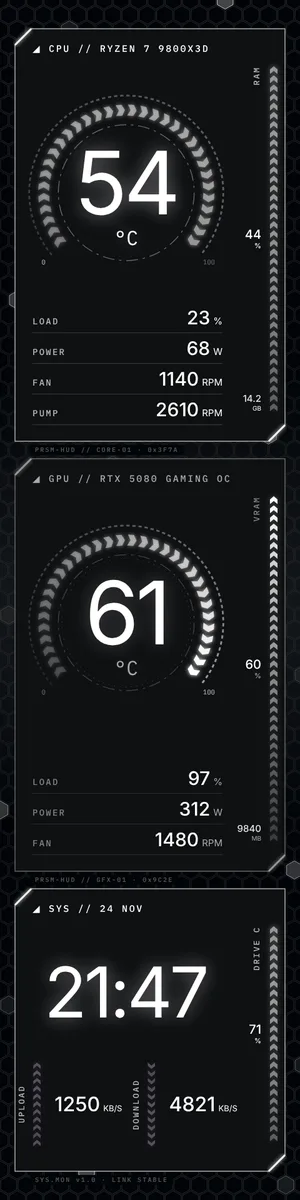 CPU // RYZEN 7 9800X3D
RAM
54
°C
0 100
44
%
LOAD 23 %
POWER 68 W
FAN 1140 RPM
PUMP 2610 RPM
14.2
GB
PRSM-HUD // CORE-01 · 0x3F7A
GPU // RTX 5080 GAMING OC
VRAM
61
°C
0 100
60
%
LOAD 97 %
POWER 312 W
FAN 1480 RPM
9840
MB
PRSM-HUD // GFX-01 · 0x9C2E
SYS // 24 NOV
DRIVE C
21:47
71
%
UPLOAD
1250 KB/S
DOWNLOAD
4821 KB/S
SYS.MON v1.0 · LINK STABLE